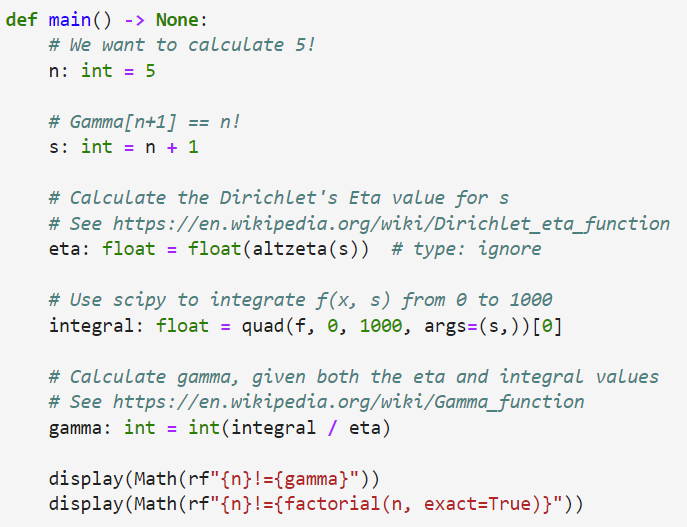 def main() -> None:
    # We want to calculate 5!
    n: int = 5

    # Gamma[n+1] == n!
    s: int = n + 1

    # Calculate the Dirichlet's Eta value for s
    # See https://en.wikipedia.org/wiki/Dirichlet_eta_function
    eta: float = float(altzeta(s))  # type: ignore

    # Use scipy to integrate f(x, s) from 0 to 1000
    integral: float = quad(f, 0, 1000, args=(s,))[0]

    # Calculate gamma, given both the eta and integral values
    # See https://en.wikipedia.org/wiki/Gamma_function
    gamma: int = int(integral / eta)

    display(Math(rf"{n}!={gamma}"))
    display(Math(rf"{n}!={factorial(n, exact=True)}"))